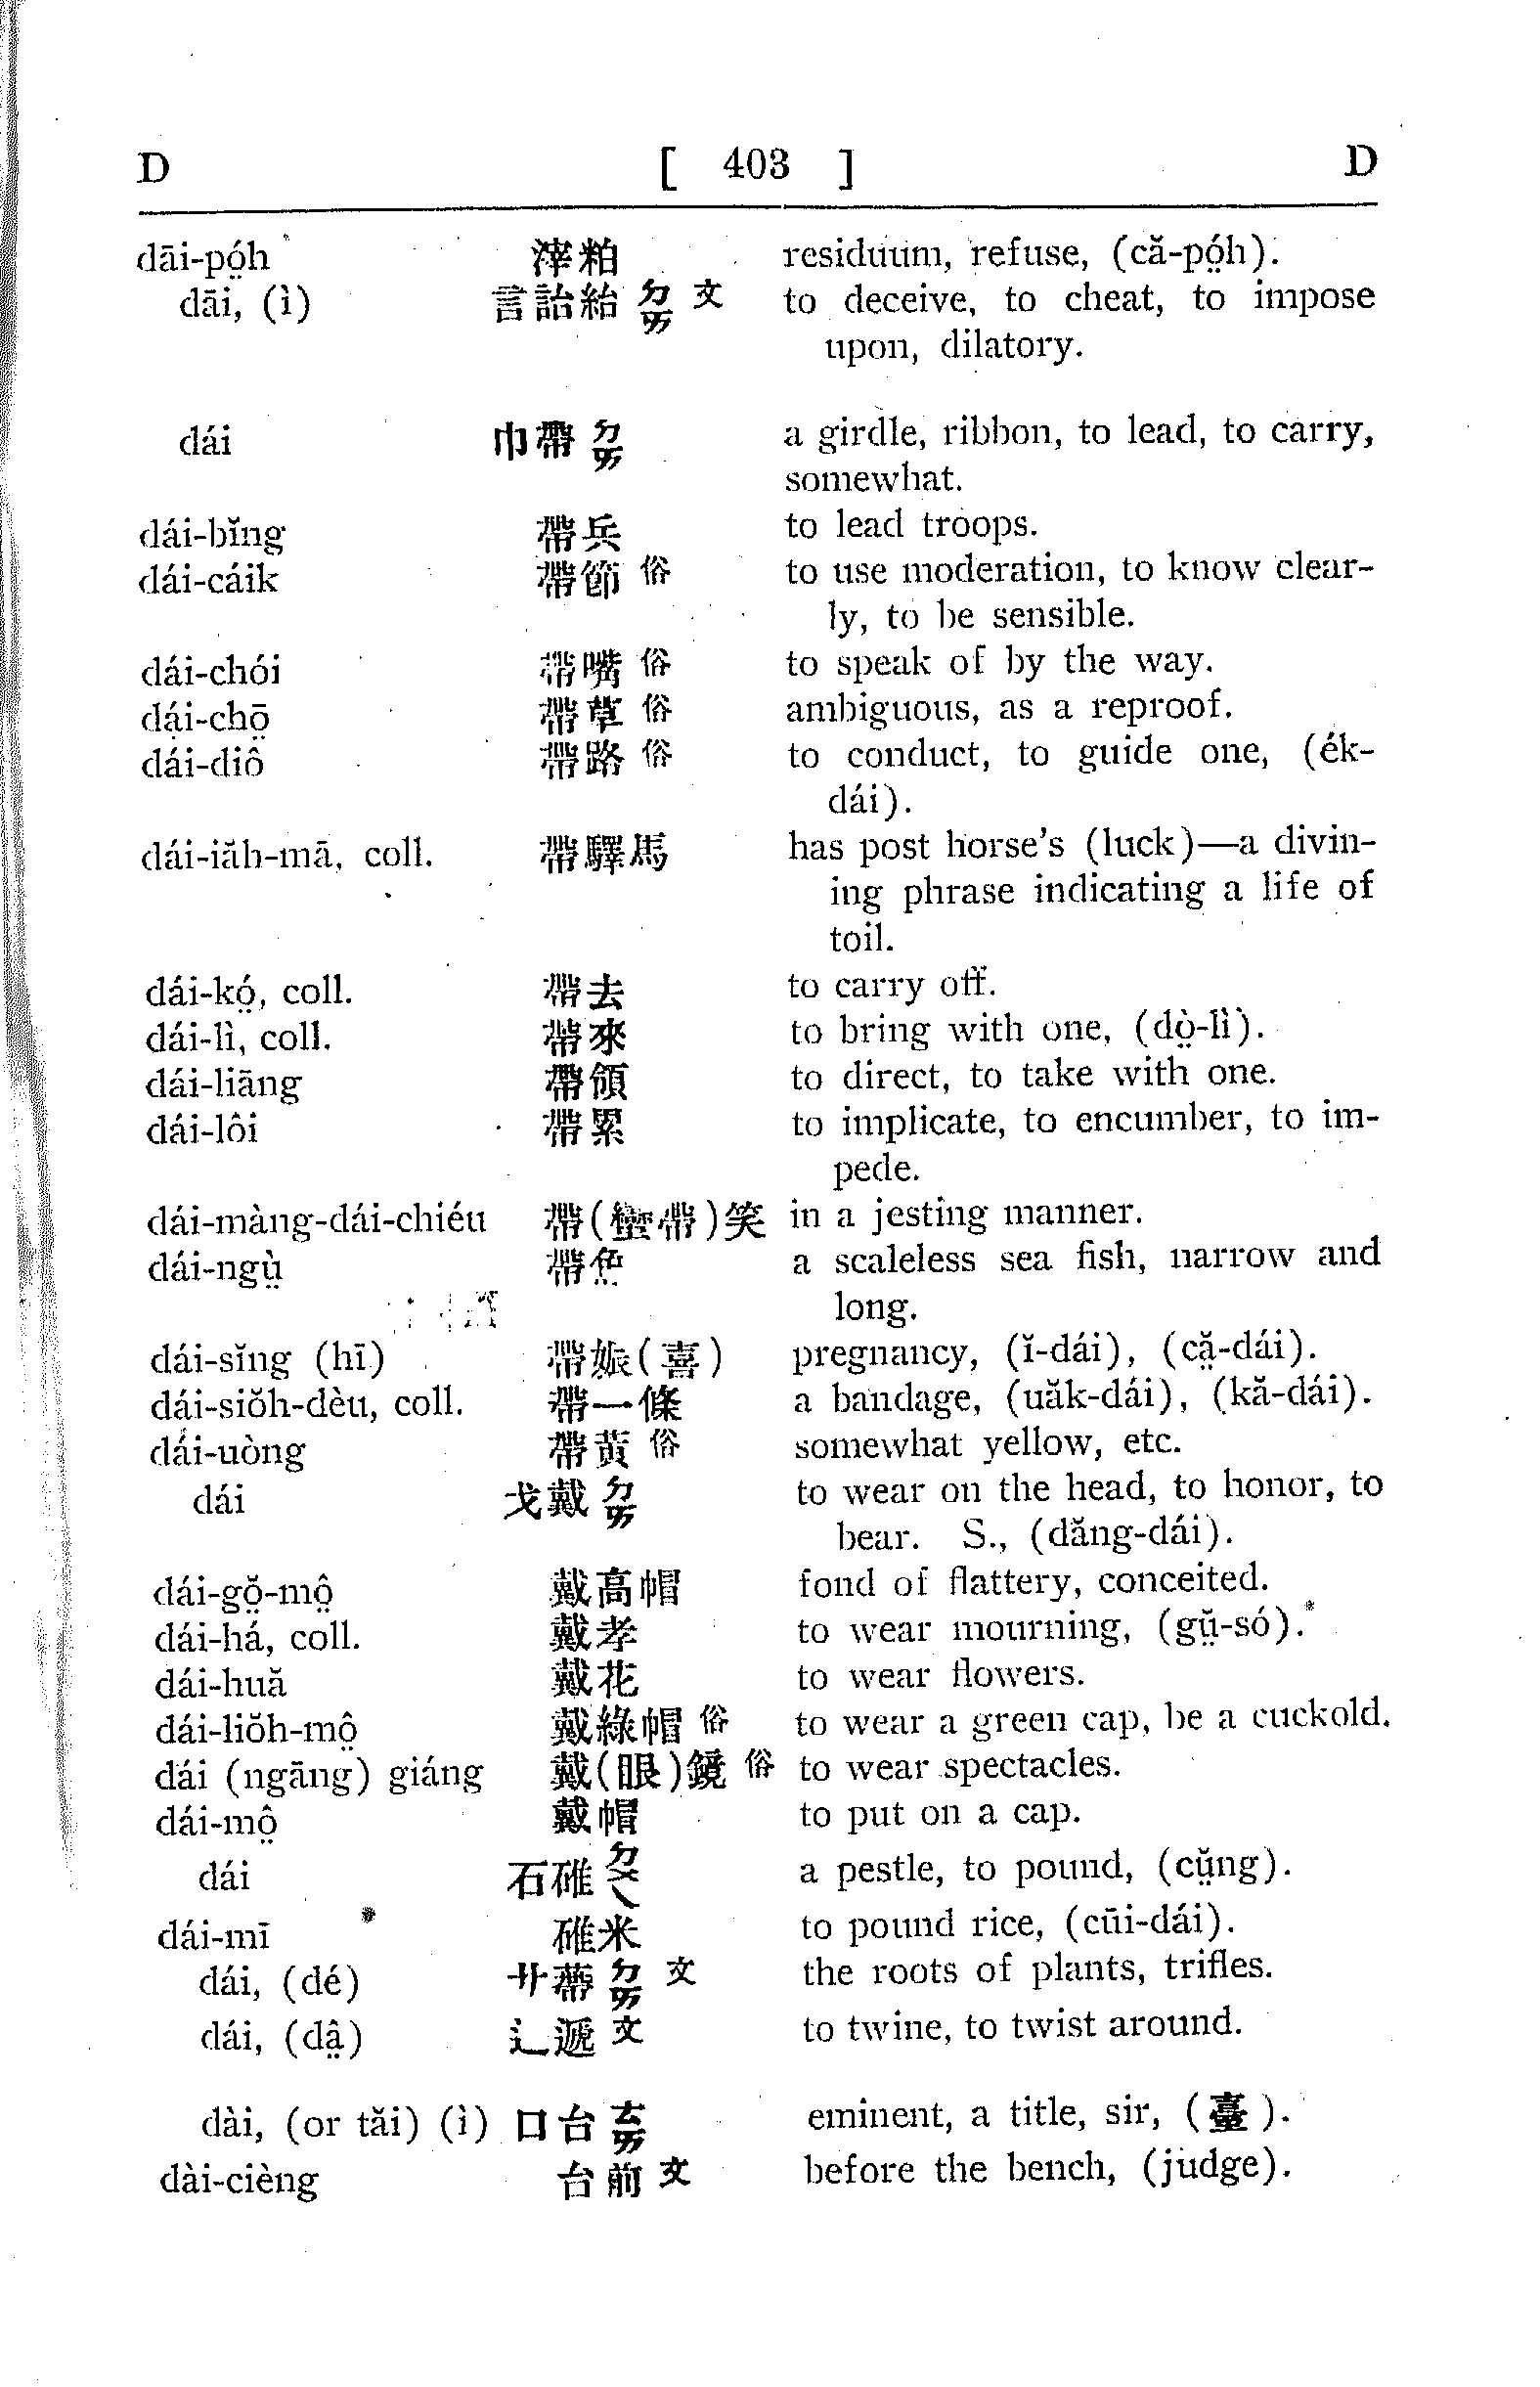 D [ 403 ] D
dāi-pó̤h 滓粕 residuum, refuse, (că-pó̤h).
dāi, (ì) 言詒紿 ㄉㄞ 文 to deceive, to cheat, to impose
upon, dilatory.
dái 巾帶 ㄉㄞ a girdle, ribbon, to lead, to carry,
somewhat.
dái-bĭng 帶兵 to lead troops.
dái-cáik 帶節 俗 to use moderation, to know clear-
ly, to be sensible.
dái-chói 帶嘴 俗 to speak of by the way.
dái-chō̤ 帶草 俗 ambiguous, as a reproof.
dái-diô 帶路 俗 to conduct, to guide one, (ék-
dái).
dái-iăh-mā, coll. 帶驛馬 has post horse's (luck)—a divin-
ing phrase indicating a life of
toil.
dái-kó̤, coll. 帶去 to carry off.
dái-lì, coll. 帶來 to bring with one, (dò̤-lì).
dái-liāng 帶領 to direct, to take with one.
dái-lôi 帶累 to implicate, to encumber, to im-
pede.
dái-màng-dái-chiéu 帶(蠻帶)笑 in a jesting manner.
dái-ngṳ̀ 帶魚 a scaleless sea fish, narrow and
long.
dái-sĭng (hī) 帶娠(喜) pregnancy, (ĭ-dái), (că̤-dái).
dái-siŏh-dèu, coll. 帶一條 a bandage, (uăk-dái), (kă-dái).
dái-uòng 帶黃 俗 somewhat yellow, etc.
dái 戈戴 ㄉㄞ to wear on the head, to honor, to
bear. S., (dăng-dái).
dái-gŏ̤-mô̤ 戴高帽 fond of flattery, conceited.
dái-há, coll. 戴孝 to wear mourning, (gṳ̆-só).
dái-huă 戴花 to wear flowers.
dái-liŏh-mô̤ 戴綠帽 俗 to wear a green cap, be a cuckold.
dái (ngāng) giáng 戴(眼)鏡 俗 to wear spectacles.
dái-mô̤ 戴帽 to put on a cap.
dái 石碓 ㄉㄨㄟ a pestle, to pound, (cṳ̆ng).
dái-mī 碓米 to pound rice, (cūi-dái).
dái, (dé) 艹蔕 ㄉㄞ 文 the roots of plants, trifles.
dái, (dâ̤) 辶遞 文 to twine, to twist around.
dài, (or tăi) (ì) 口台 ㄊㄞ eminent, a title, sir, (臺).
dài-cièng 台前 文 before the bench, (judge).